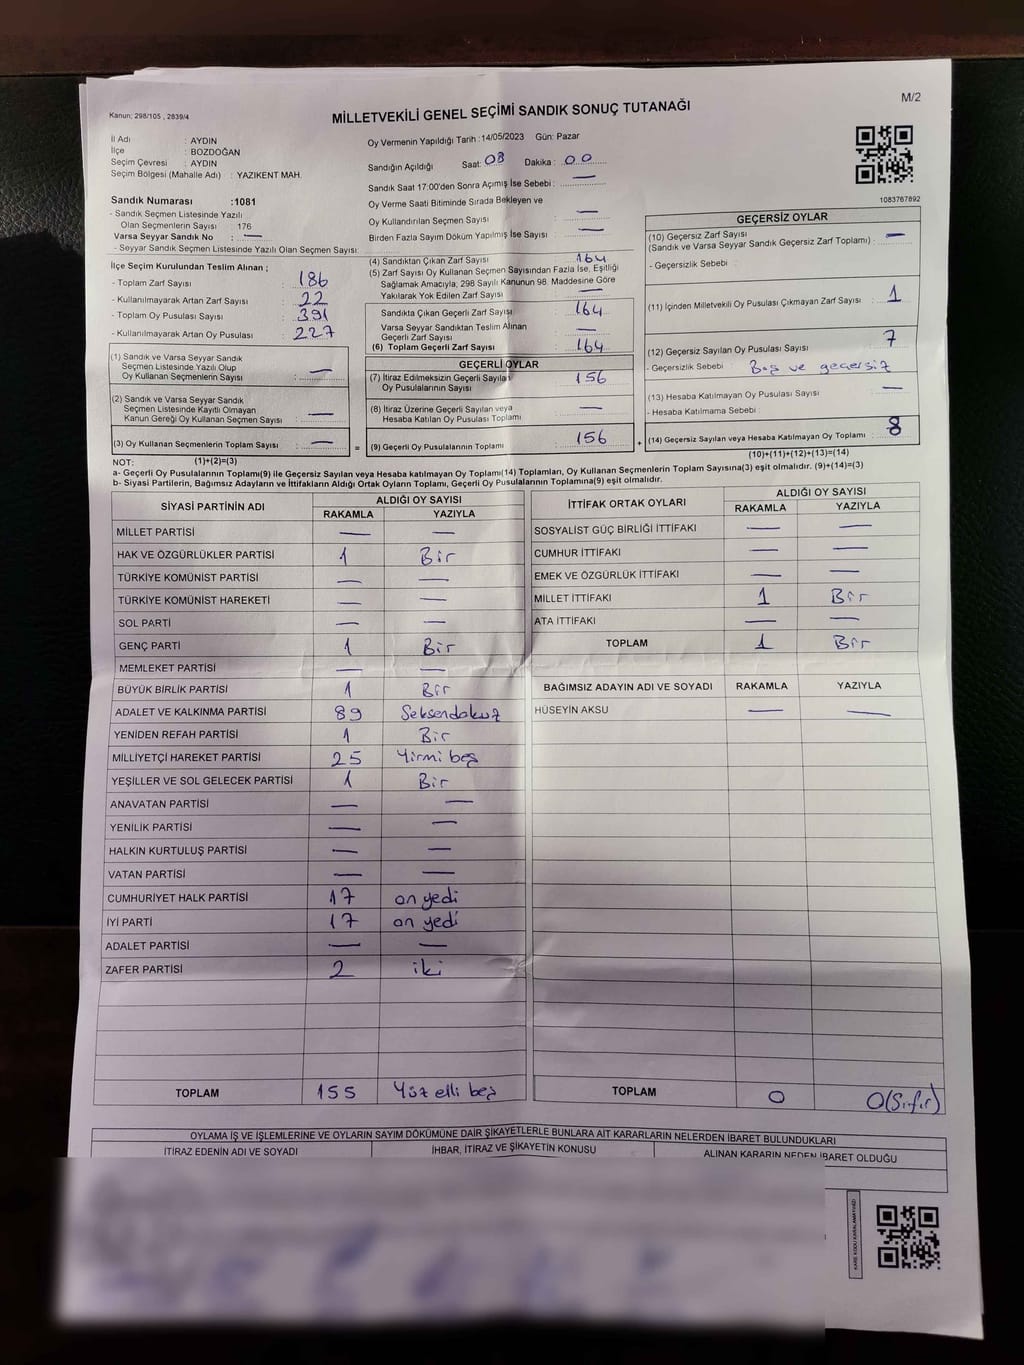 M/2
Kanun; 298/105 , 2839/4
MİLLETVEKİLİ GENEL SEÇİMİ SANDIK SONUÇ TUTANAĞI
İl Adı : AYDIN
İlçe : BOZDOĞAN
Seçim Çevresi : AYDIN
Seçim Bölgesi (Mahalle Adı) : YAZIKENT MAH.
Oy Vermenin Yapıldığı Tarih : 14/05/2023 Gün: Pazar
Sandığın Açıldığı Saat: 08 Dakika : 00
Sandık Saat 17:00'den Sonra Açımış İse Sebebi : —
1083767892
Sandık Numarası :1081
- Sandık Seçmen Listesinde Yazılı
Olan Seçmenlerin Sayısı 176
Varsa Seyyar Sandık No : —
- Seyyar Sandık Seçmen Listesinde Yazılı Olan Seçmen Sayısı:
Oy Verme Saati Bitiminde Sırada Bekleyen ve
Oy Kullandırılan Seçmen Sayısı : —
Birden Fazla Sayım Döküm Yapılmış İse Sayısı : —
İlçe Seçim Kurulundan Teslim Alınan ;
- Toplam Zarf Sayısı : 186
- Kullanılmayarak Artan Zarf Sayısı : 22
- Toplam Oy Pusulası Sayısı : 391
- Kullanılmayarak Artan Oy Pusulası : 227
(4) Sandıktan Çıkan Zarf Sayısı : 164
(5) Zarf Sayısı Oy Kullanan Seçmen Sayısından Fazla İse, Eşitliği
Sağlamak Amacıyla, 298 Sayılı Kanunun 98. Maddesine Göre
Yakılarak Yok Edilen Zarf Sayısı : —
Sandıkta Çıkan Geçerli Zarf Sayısı : 164
Varsa Seyyar Sandıktan Teslim Alınan
Geçerli Zarf Sayısı : —
(6) Toplam Geçerli Zarf Sayısı : 164
GEÇERSİZ OYLAR
(10) Geçersiz Zarf Sayısı
(Sandık ve Varsa Seyyar Sandık Geçersiz Zarf Toplamı) : —
- Geçersizlik Sebebi :
(11) İçinden Milletvekili Oy Pusulası Çıkmayan Zarf Sayısı : 1
(12) Geçersiz Sayılan Oy Pusulası Sayısı : 7
- Geçersizlik Sebebi : Boş ve geçersiz
(13) Hesaba Katılmayan Oy Pusulası Sayısı : —
- Hesaba Katılmama Sebebi :
(14) Geçersiz Sayılan veya Hesaba Katılmayan Oy Toplamı : 8
(10)+(11)+(12)+(13)=(14)
(1) Sandık ve Varsa Seyyar Sandık
Seçmen Listesinde Yazılı Olup
Oy Kullanan Seçmenlerin Sayısı : —
(2) Sandık ve Varsa Seyyar Sandık
Seçmen Listesinde Kayıtlı Olmayan
Kanun Gereği Oy Kullanan Seçmen Sayısı : —
(3) Oy Kullanan Seçmenlerin Toplam Sayısı : — =
(1)+(2)=(3)
GEÇERLİ OYLAR
(7) İtiraz Edilmeksizin Geçerli Sayılan
Oy Pusulalarının Sayısı : 156
(8) İtiraz Üzerine Geçerli Sayılan veya
Hesaba Katılan Oy Pusulası Toplamı : —
(9) Geçerli Oy Pusulalarının Toplamı : 156 +
NOT:
a- Geçerli Oy Pusulalarının Toplamı(9) ile Geçersiz Sayılan veya Hesaba katılmayan Oy Toplamı(14) Toplamları, Oy Kullanan Seçmenlerin Toplam Sayısına(3) eşit olmalıdır. (9)+(14)=(3)
b- Siyasi Partilerin, Bağımsız Adayların ve İttifakların Aldığı Ortak Oyların Toplamı, Geçerli Oy Pusulalarının Toplamına(9) eşit olmalıdır.
SİYASİ PARTİNİN ADI ALDIĞI OY SAYISI
RAKAMLA YAZIYLA
MİLLET PARTİSİ — —
HAK VE ÖZGÜRLÜKLER PARTİSİ 1 Bir
TÜRKİYE KOMÜNİST PARTİSİ — —
TÜRKİYE KOMÜNİST HAREKETİ — —
SOL PARTİ — —
GENÇ PARTİ 1 Bir
MEMLEKET PARTİSİ — —
BÜYÜK BİRLİK PARTİSİ 1 Bir
ADALET VE KALKINMA PARTİSİ 89 Seksendokuz
YENİDEN REFAH PARTİSİ 1 Bir
MİLLİYETÇİ HAREKET PARTİSİ 25 Yirmi beş
YEŞİLLER VE SOL GELECEK PARTİSİ 1 Bir
ANAVATAN PARTİSİ — —
YENİLİK PARTİSİ — —
HALKIN KURTULUŞ PARTİSİ — —
VATAN PARTİSİ — —
CUMHURİYET HALK PARTİSİ 17 on yedi
İYİ PARTİ 17 on yedi
ADALET PARTİSİ — —
ZAFER PARTİSİ 2 iki
TOPLAM 155 Yüz elli beş
İTTİFAK ORTAK OYLARI ALDIĞI OY SAYISI
RAKAMLA YAZIYLA
SOSYALİST GÜÇ BİRLİĞİ İTTİFAKI — —
CUMHUR İTTİFAKI — —
EMEK VE ÖZGÜRLÜK İTTİFAKI — —
MİLLET İTTİFAKI 1 Bir
ATA İTTİFAKI — —
TOPLAM 1 Bir
BAĞIMSIZ ADAYIN ADI VE SOYADI RAKAMLA YAZIYLA
HÜSEYİN AKSU — —
TOPLAM 0 0(Sıfır)
OYLAMA İŞ VE İŞLEMLERİNE VE OYLARIN SAYIM DÖKÜMÜNE DAİR ŞİKAYETLERLE BUNLARA AİT KARARLARIN NELERDEN İBARET BULUNDUKLARI
İTİRAZ EDENİN ADI VE SOYADI İHBAR, İTİRAZ VE ŞİKAYETİN KONUSU ALINAN KARARIN NEDEN İBARET OLDUĞU
KARE KODU KARALAMAYINIZ!